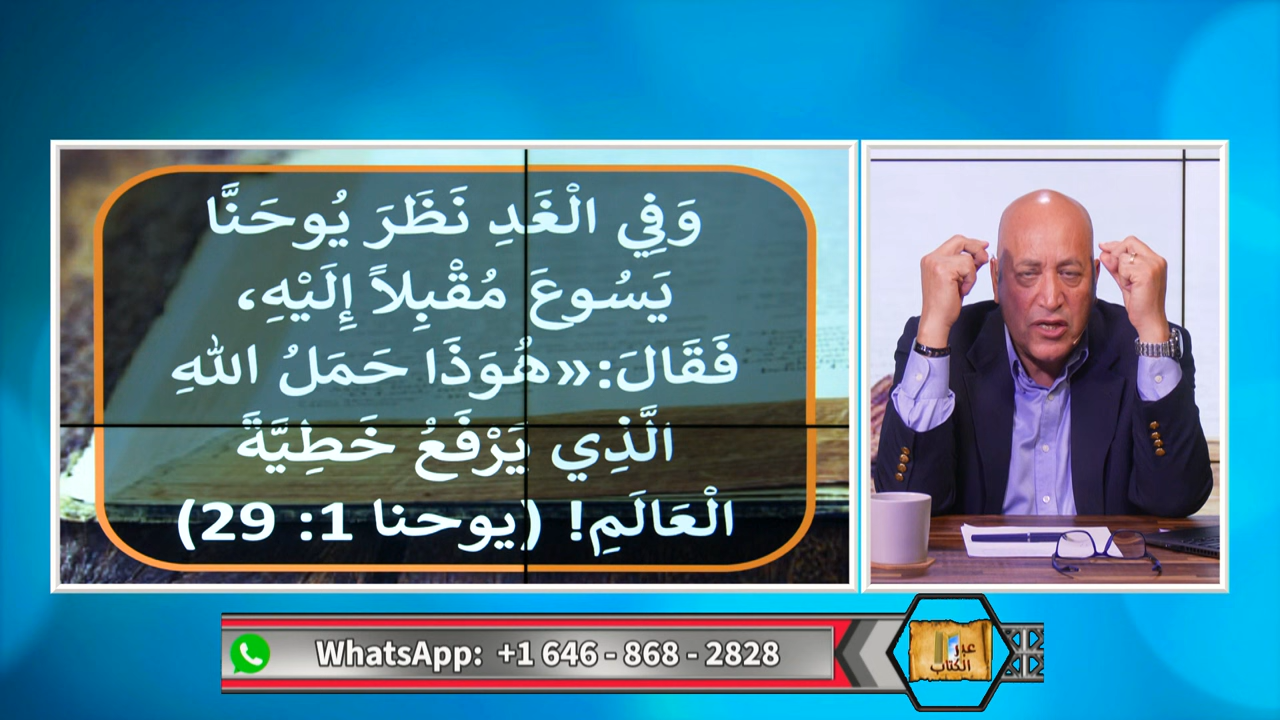 وَفِي الْغَدِ نَظَرَ يُوحَنَّا
يَسُوعَ مُقْبِلاً إِلَيْهِ،
فَقَالَ:«هُوَذَا حَمَلُ اللهِ
الَّذِي يَرْفَعُ خَطِيَّةَ
الْعَالَمِ! (يوحنا 1: 29)
WhatsApp: +1 646 - 868 - 2828
عبر
الكتاب